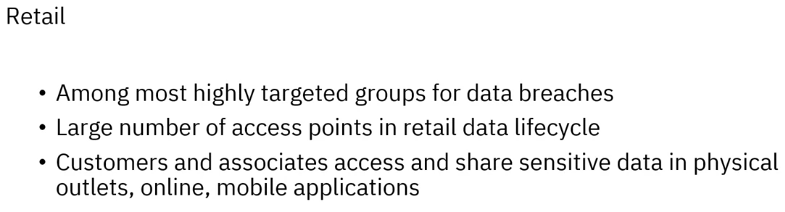 Retail
• Among most highly targeted groups for data breaches
• Large number of access points in retail data lifecycle
• Customers and associates access and share sensitive data in physical
outlets, online, mobile applications